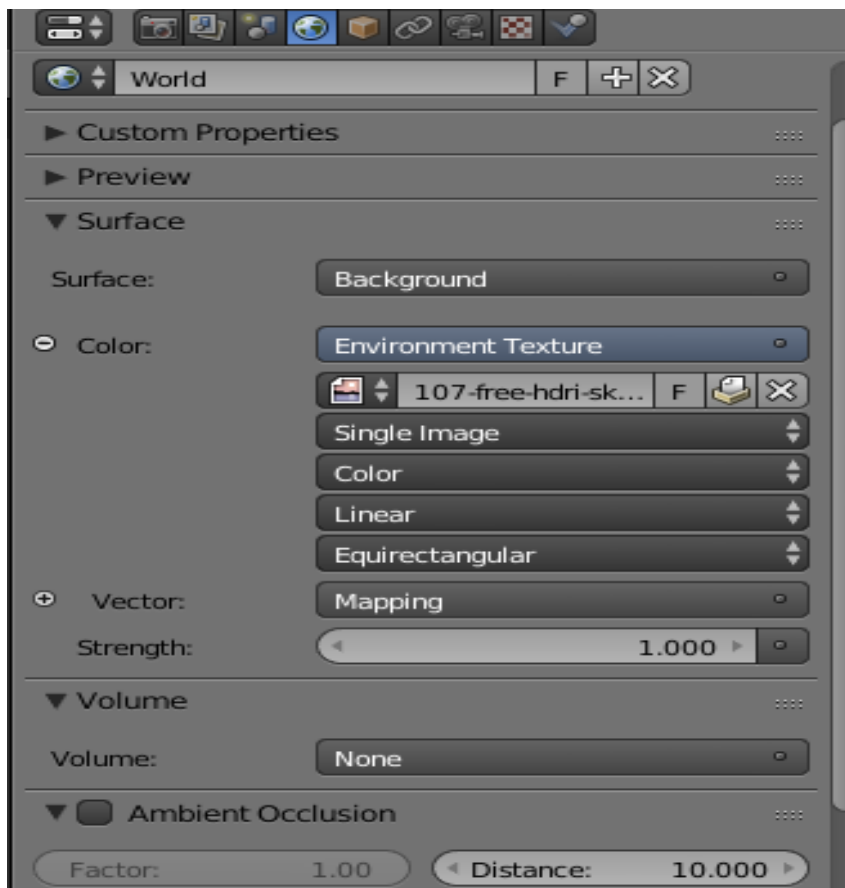 World F
Custom Properties
Preview
Surface
Surface: Background
Color: Environment Texture
107-free-hdri-sk... F
Single Image
Color
Linear
Equirectangular
Vector: Mapping
Strength: 1.000
Volume
Volume: None
Ambient Occlusion
Factor: 1.00 Distance: 10.000